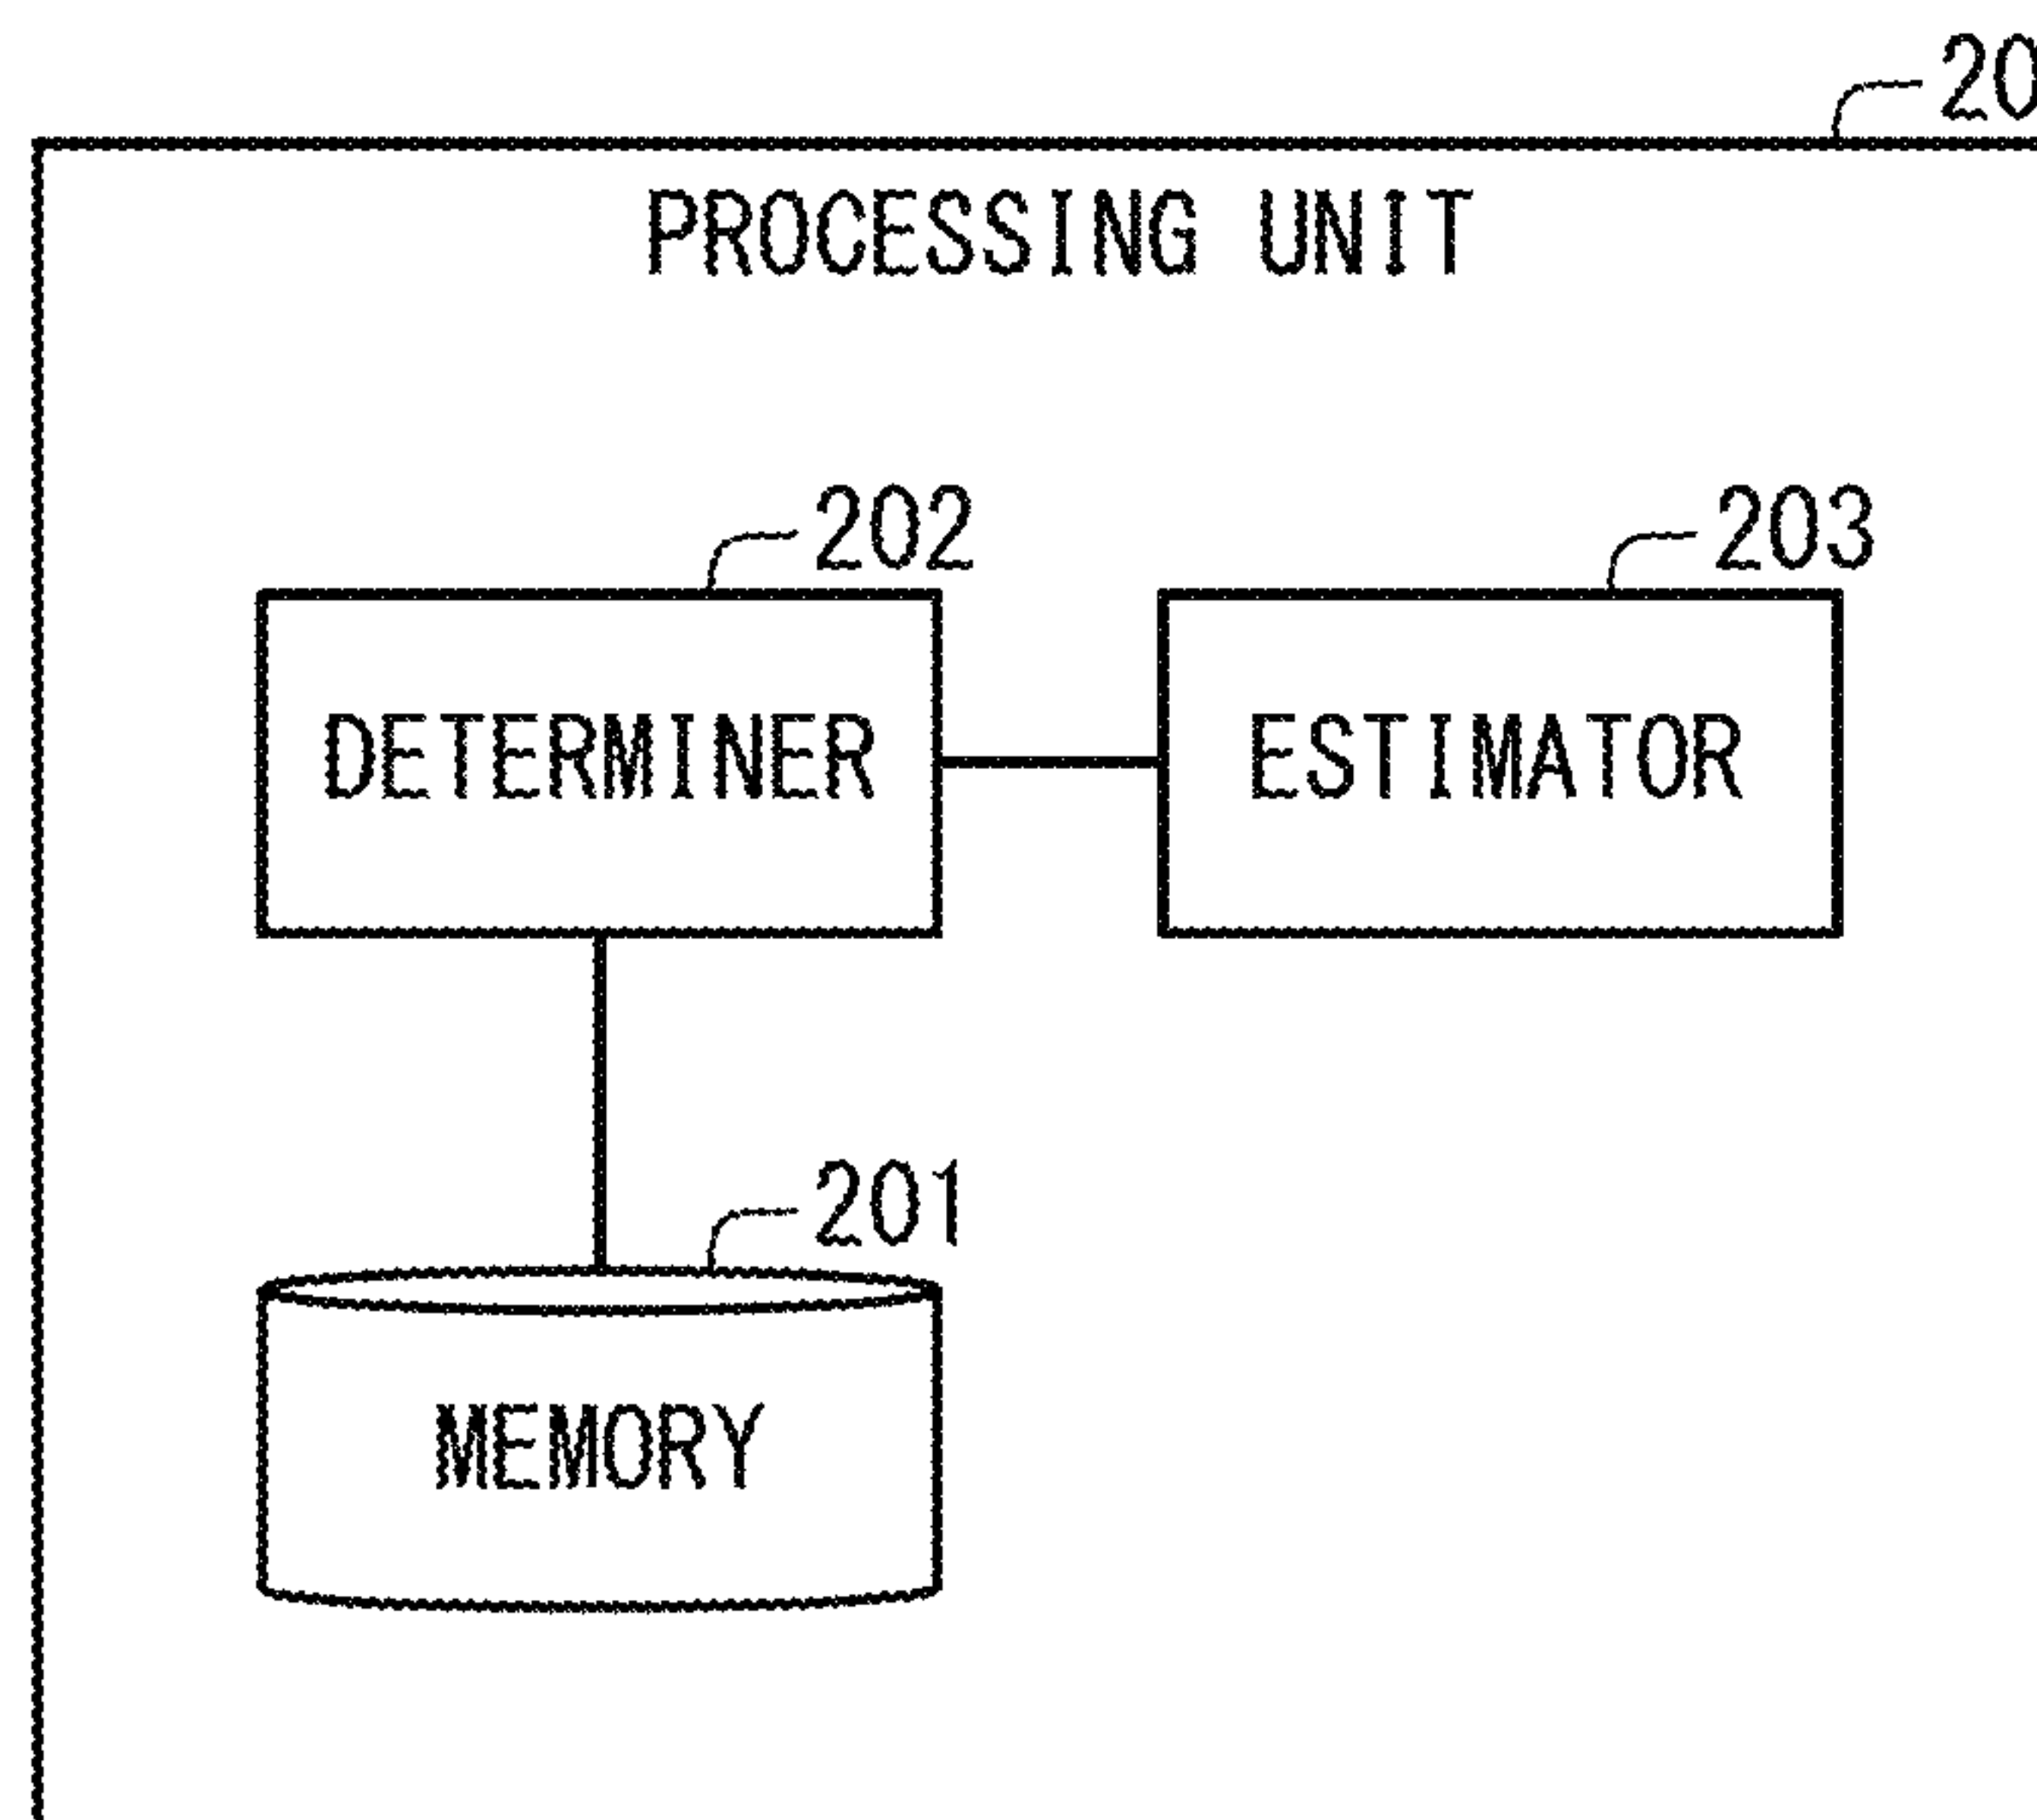 20
PROCESSING UNIT
202
203
DETERMINER
ESTIMATOR
201
MEMORY